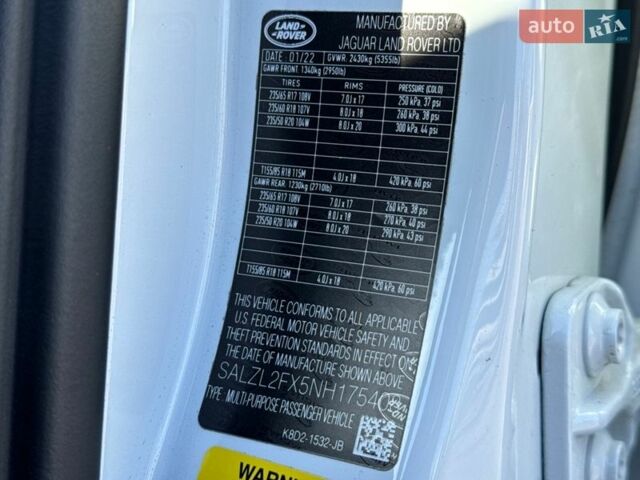 auto RIA
LAND ROVER
MANUFACTURED BY
JAGUAR LAND ROVER LTD
DATE 01/22 GVWR: 2430kg (5355lb)
GAWR FRONT: 1340kg (2950lb)
TIRES RIMS PRESSURE (COLD)
235/65 R17 108V 7.0J x 17 250 kPa, 37 psi
235/60 R18 107V 8.0J x 18 260 kPa, 38 psi
235/50 R20 104W 8.0J x 20 300 kPa, 44 psi
T155/85 R18 115M 4.0J x 18 420 kPa, 60 psi
GAWR REAR: 1230kg (2710lb)
235/65 R17 108V 7.0J x 17 260 kPa, 38 psi
235/60 R18 107V 8.0J x 18 270 kPa, 40 psi
235/50 R20 104W 8.0J x 20 290 kPa, 43 psi
T155/85 R18 115M 4.0J x 18 420 kPa, 60 psi
THIS VEHICLE CONFORMS TO ALL APPLICABLE
U.S. FEDERAL MOTOR VEHICLE SAFETY AND
THEFT PREVENTION STANDARDS IN EFFECT ON
THE DATE OF MANUFACTURE SHOWN ABOVE
TYPE: MULTI-PURPOSE PASSENGER VEHICLE
K8D2-1532-JB